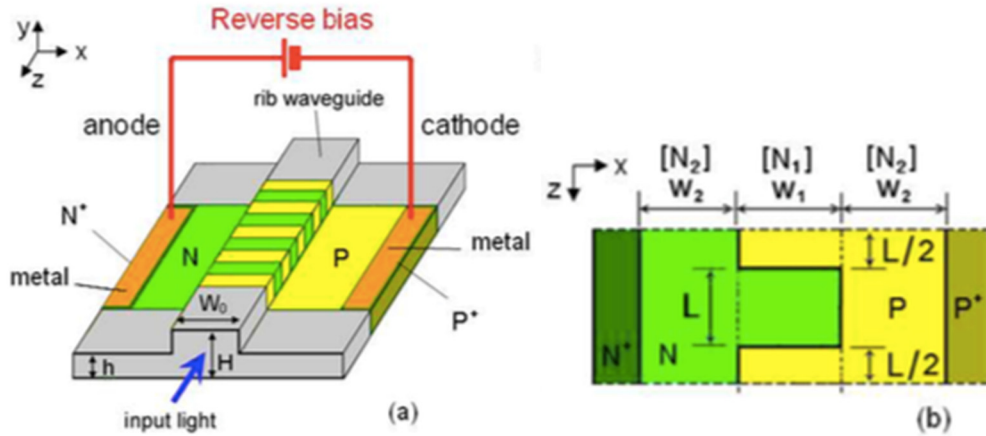 Reverse bias
y
x
z
rib waveguide
anode
cathode
N⁺
N
P
metal
metal
P⁺
W₀
H
h
input light
(a)
x
z
[N₂]
[N₁]
[N₂]
W₂
W₁
W₂
L/2
L
P
P⁺
N⁺
N
L/2
(b)